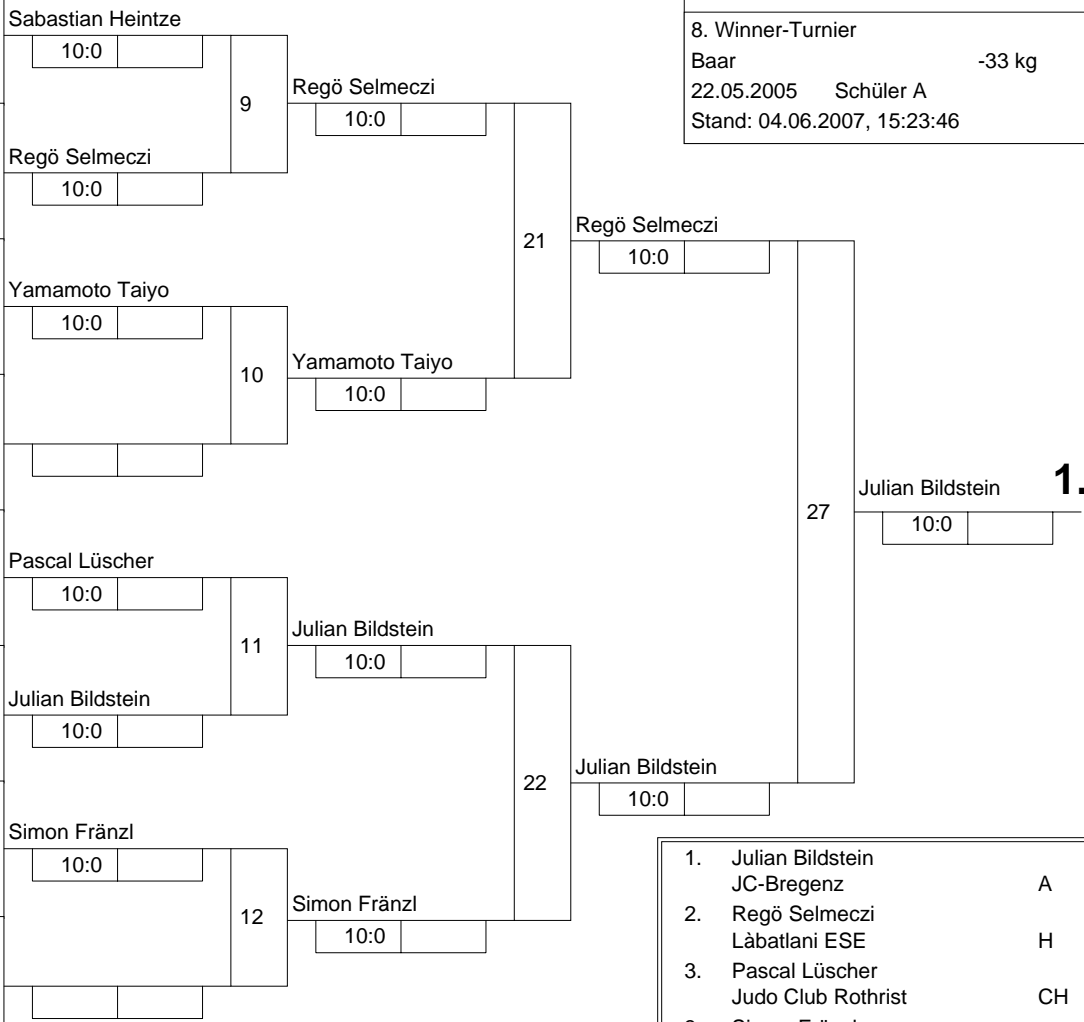 Sabastian Heintze
10:0
9
Regö Selmeczi
10:0
Regö Selmeczi
10:0
21
Regö Selmeczi
10:0
Yamamoto Taiyo
10:0
10
Yamamoto Taiyo
10:0
27
Julian Bildstein 1.
10:0
Pascal Lüscher
10:0
11
Julian Bildstein
10:0
Julian Bildstein
10:0
22
Julian Bildstein
10:0
Simon Fränzl
10:0
12
Simon Fränzl
10:0
8. Winner-Turnier
Baar -33 kg
22.05.2005 Schüler A
Stand: 04.06.2007, 15:23:46
1. Julian Bildstein
JC-Bregenz A
2. Regö Selmeczi
Làbatlani ESE H
3. Pascal Lüscher
Judo Club Rothrist CH